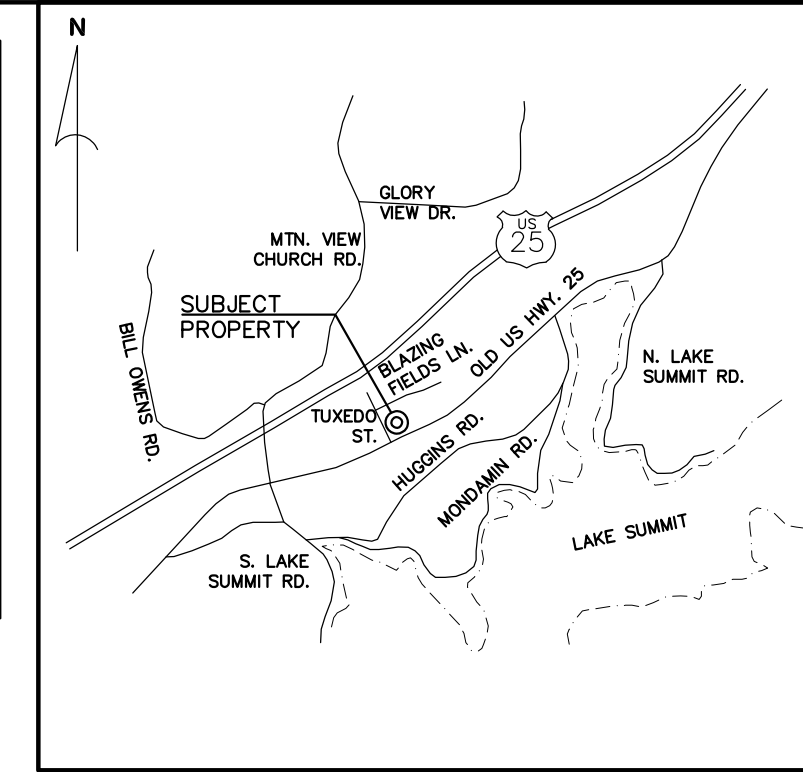 N
GLORY
VIEW DR.
US
25
MTN. VIEW
CHURCH RD.
SUBJECT
PROPERTY
BILL OWENS RD.
BLAZING
FIELDS LN.
OLD US HWY. 25
N. LAKE
SUMMIT RD.
TUXEDO
ST.
HUGGINS RD.
MONDAMIN RD.
LAKE SUMMIT
S. LAKE
SUMMIT RD.